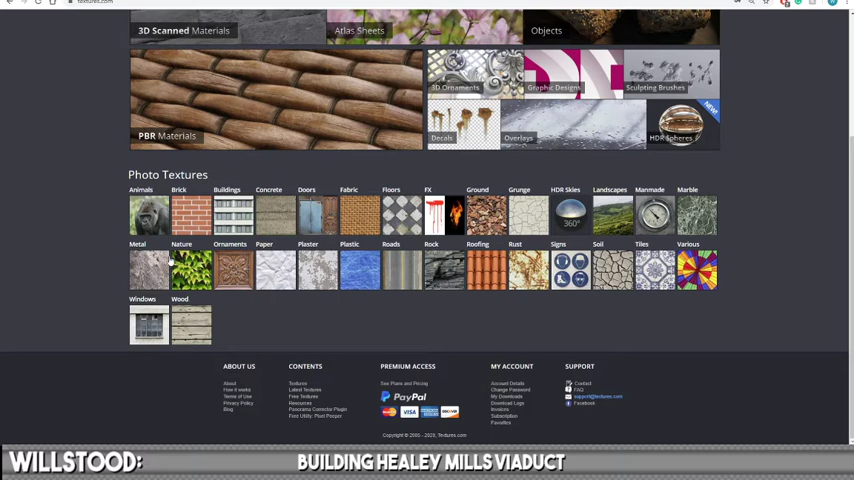 textures.com
3D Scanned Materials
Atlas Sheets
Objects
PBR Materials
3D Ornaments
Graphic Designs
Sculpting Brushes
Decals
Overlays
HDR Spheres
NEW!
Photo Textures
Animals Brick Buildings Concrete Doors Fabric Floors FX Ground Grunge HDR Skies Landscapes Manmade Marble
360°
Metal Nature Ornaments Paper Plaster Plastic Roads Rock Roofing Rust Signs Soil Tiles Various
Windows Wood
ABOUT US
About
How it works
Terms of Use
Privacy Policy
Blog
CONTENTS
Textures
Latest Textures
Free Textures
Resources
Panorama Corrector Plugin
Free Utility: Pixel Peeper
PREMIUM ACCESS
See Plans and Pricing
PayPal
VISA
DISCOVER
MY ACCOUNT
Account Details
Change Password
My Downloads
Download Logs
Invoices
Subscription
Favorites
SUPPORT
Contact
FAQ
support@textures.com
Facebook
Copyright © 2005 - 2020, Textures.com
WILLSTOOD:
BUILDING HEALEY MILLS VIADUCT